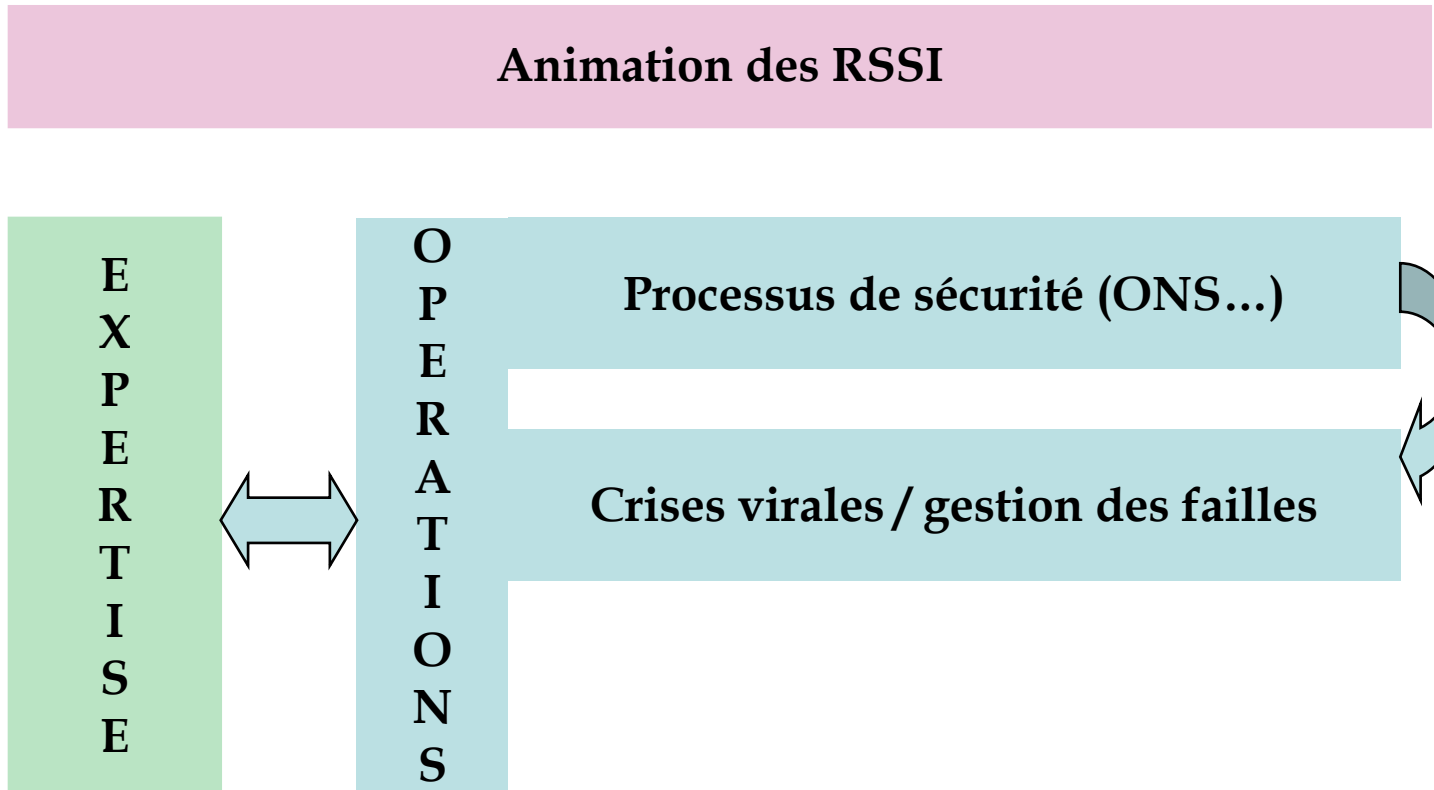 Animation des RSSI
EXPERTISE
OPERATIONS
Processus de sécurité (ONS…)
Crises virales / gestion des failles